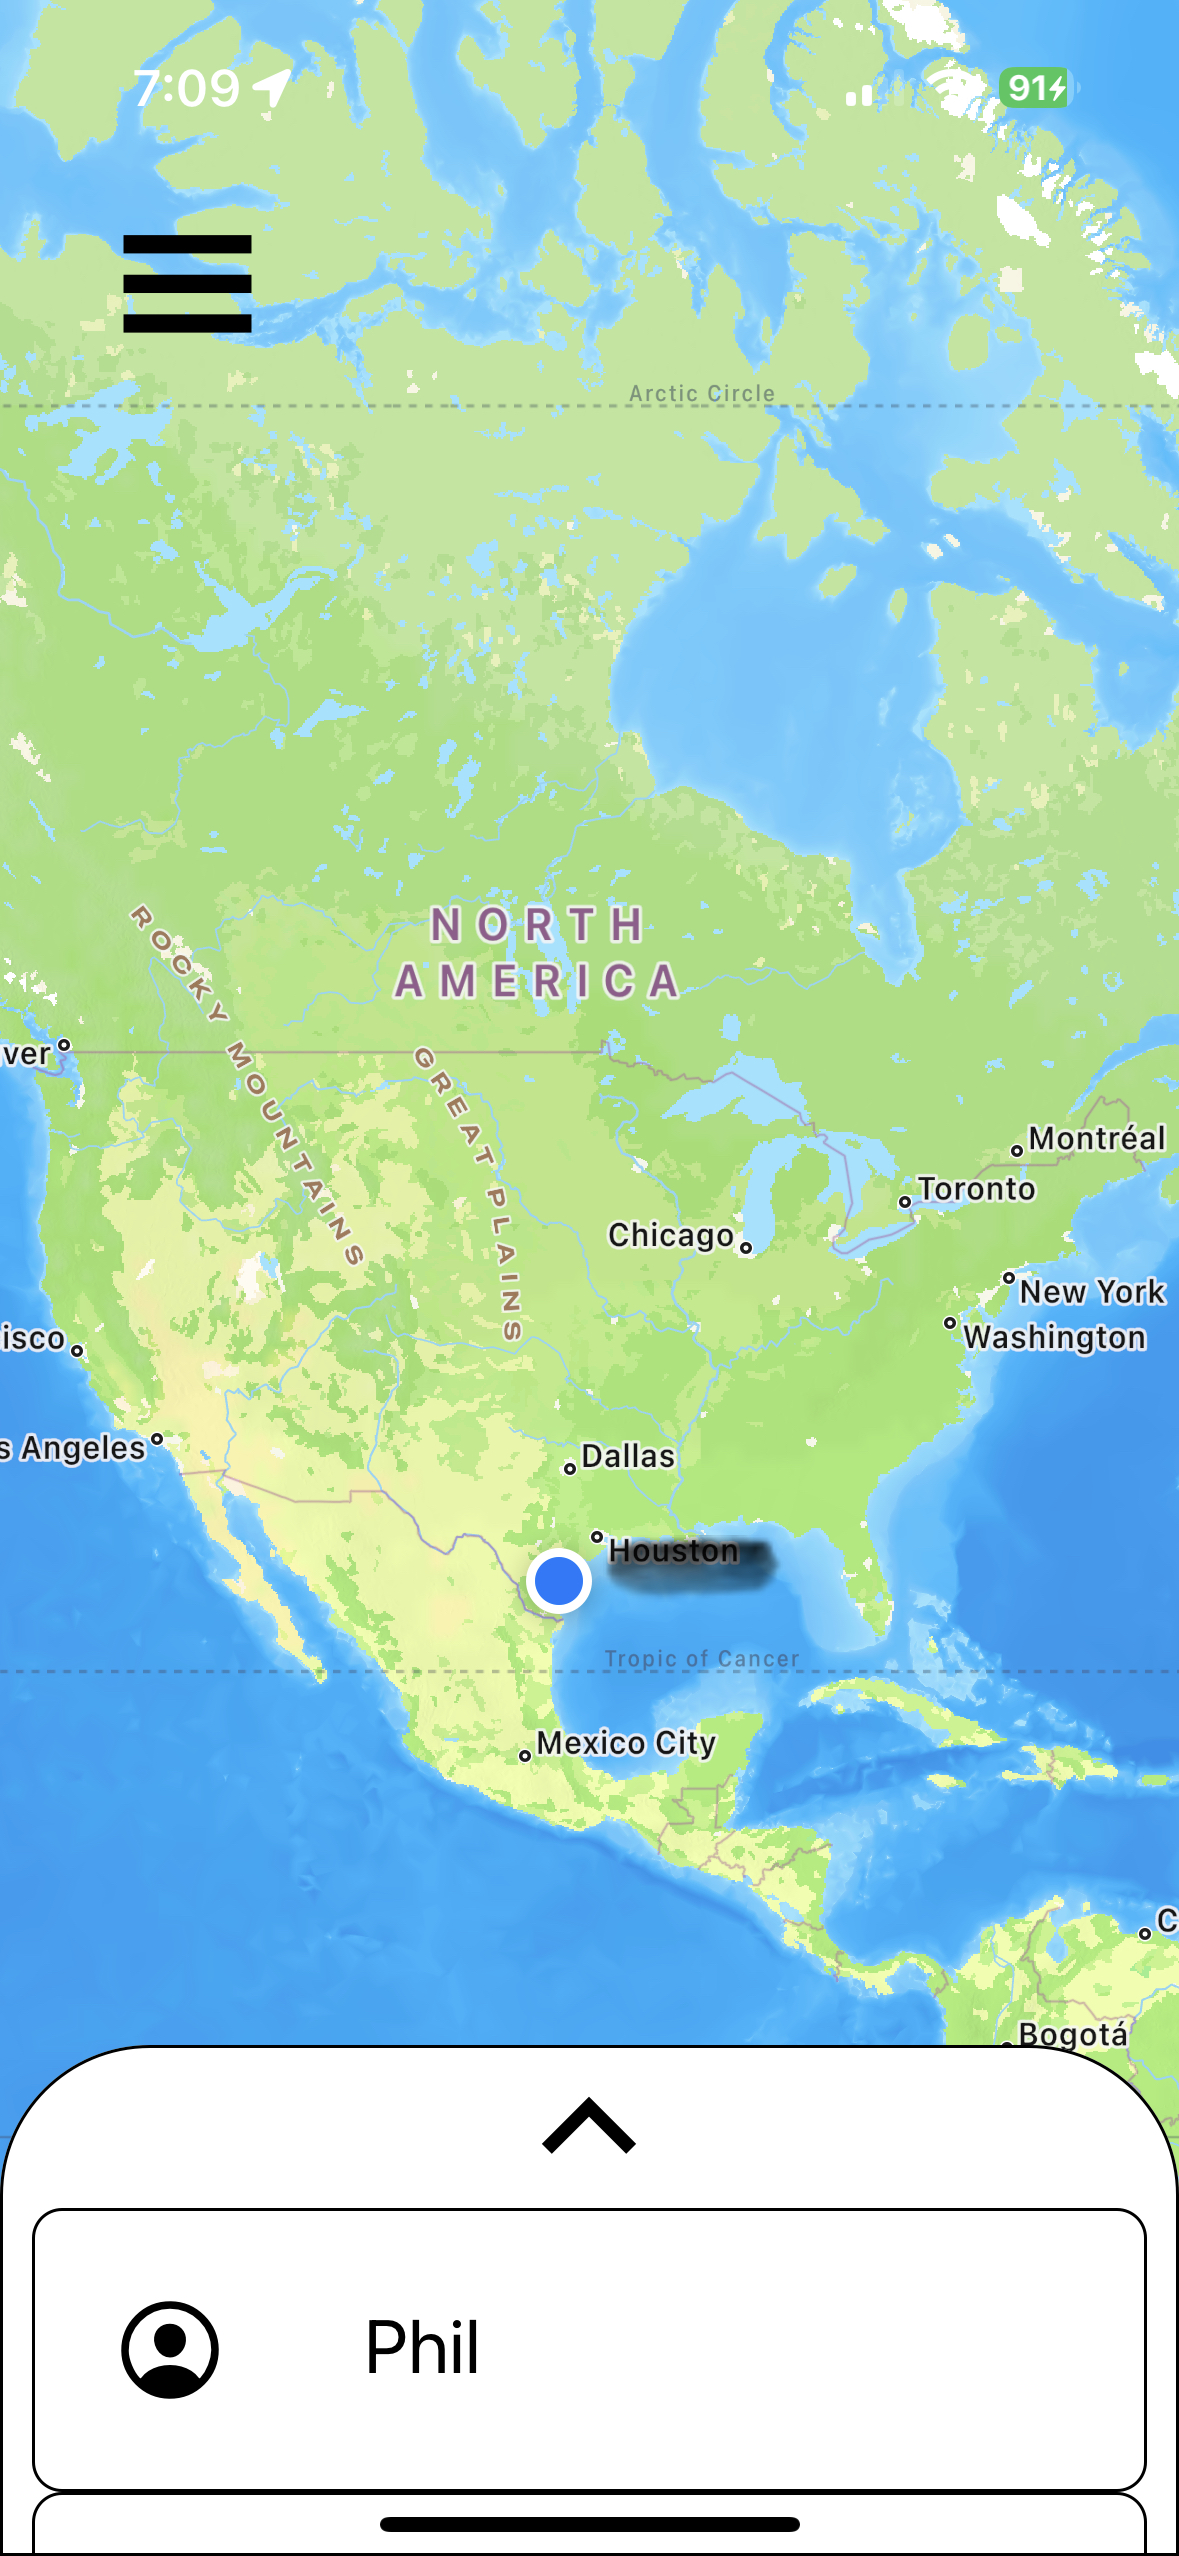 7:09
91
Arctic Circle
NORTH
AMERICA
ROCKY MOUNTAINS
GREAT PLAINS
ver
Montréal
Toronto
Chicago
New York
Washington
isco
s Angeles
Dallas
Houston
Tropic of Cancer
Mexico City
C
Bogotá
Phil